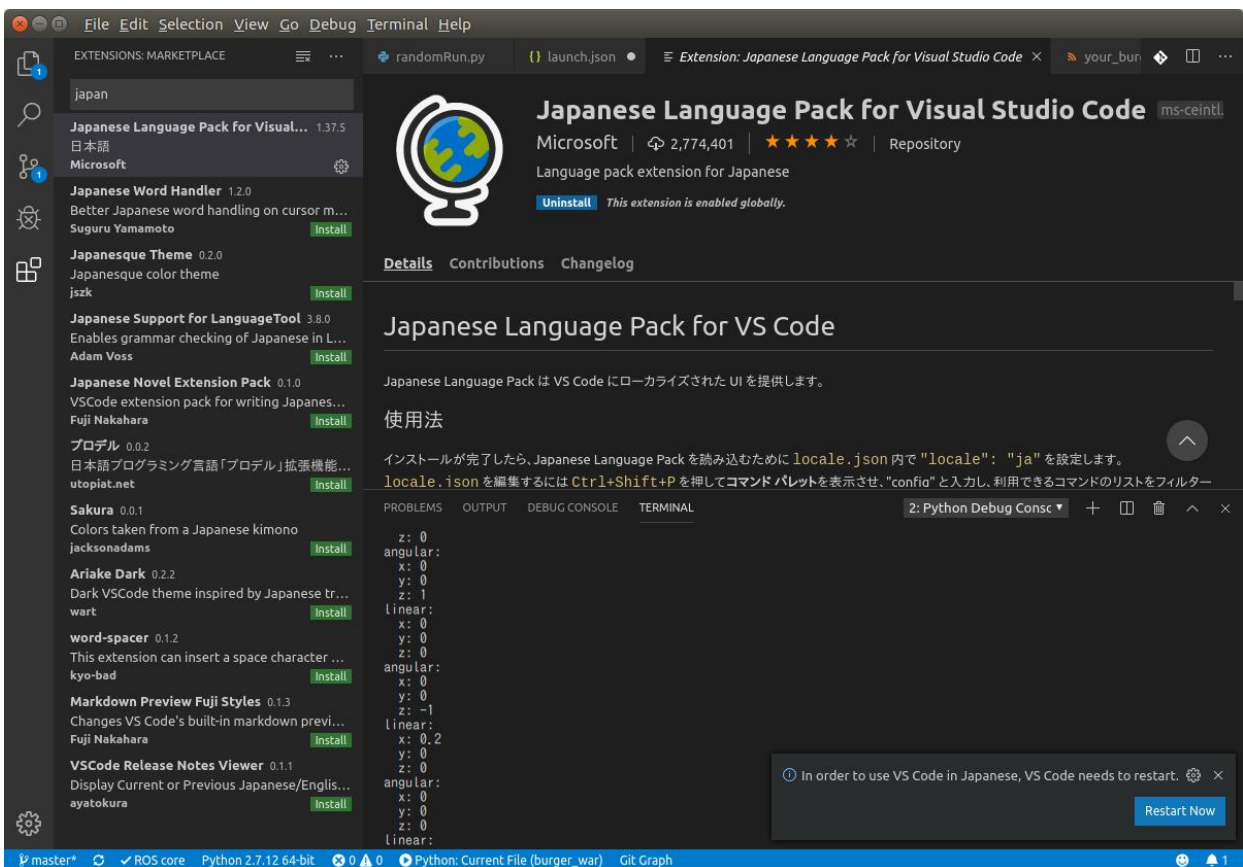 File Edit Selection View Go Debug Terminal Help
EXTENSIONS: MARKETPLACE
japan
Japanese Language Pack for Visual... 1.37.5
日本語
Microsoft
Japanese Word Handler 1.2.0
Better Japanese word handling on cursor m...
Suguru Yamamoto Install
Japanesque Theme 0.2.0
Japanesque color theme
jszk Install
Japanese Support for LanguageTool 3.8.0
Enables grammar checking of Japanese in L...
Adam Voss Install
Japanese Novel Extension Pack 0.1.0
VSCode extension pack for writing Japanes...
Fuji Nakahara Install
プロデル 0.0.2
日本語プログラミング言語「プロデル」拡張機能...
utopiat.net Install
Sakura 0.0.1
Colors taken from a Japanese kimono
jacksonadams Install
Ariake Dark 0.2.2
Dark VSCode theme inspired by Japanese tr...
wart Install
word-spacer 0.1.2
This extension can insert a space character ...
kyo-bad Install
Markdown Preview Fuji Styles 0.1.3
Changes VS Code's built-in markdown previ...
Fuji Nakahara Install
VSCode Release Notes Viewer 0.1.1
Display Current or Previous Japanese/Englis...
ayatokura Install
randomRun.py {} launch.json Extension: Japanese Language Pack for Visual Studio Code your_bur
Japanese Language Pack for Visual Studio Code ms-ceintl.
Microsoft 2,774,401 Repository
Language pack extension for Japanese
Uninstall This extension is enabled globally.
Details Contributions Changelog
Japanese Language Pack for VS Code
Japanese Language Pack は VS Code にローカライズされた UI を提供します。
使用法
インストールが完了したら、Japanese Language Pack を読み込むために locale.json 内で "locale": "ja" を設定します。
locale.json を編集するには Ctrl+Shift+P を押してコマンド パレットを表示させ、"config" と入力し、利用できるコマンドのリストをフィルター
PROBLEMS OUTPUT DEBUG CONSOLE TERMINAL 2: Python Debug Consc
z: 0
angular:
x: 0
y: 0
z: 1
linear:
x: 0
y: 0
z: 0
angular:
x: 0
y: 0
z: -1
linear:
x: 0.2
y: 0
z: 0
angular:
x: 0
y: 0
z: 0
linear:
In order to use VS Code in Japanese, VS Code needs to restart.
Restart Now
master* ROS core Python 2.7.12 64-bit 0 0 Python: Current File (burger_war) Git Graph 1